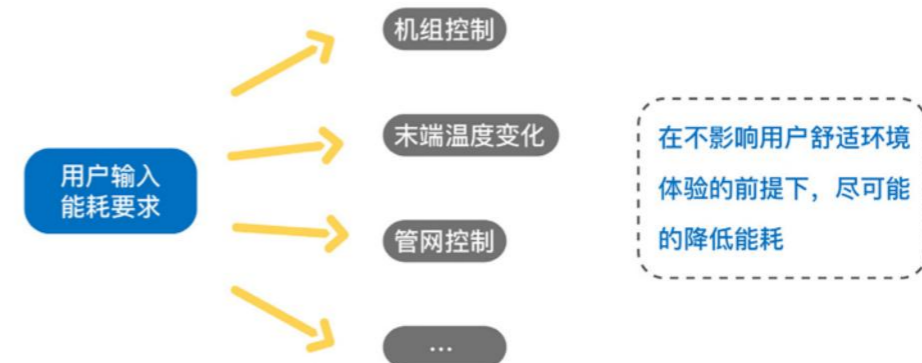 机组控制
末端温度变化
用户输入
能耗要求
管网控制
...
在不影响用户舒适环境
体验的前提下，尽可能
的降低能耗